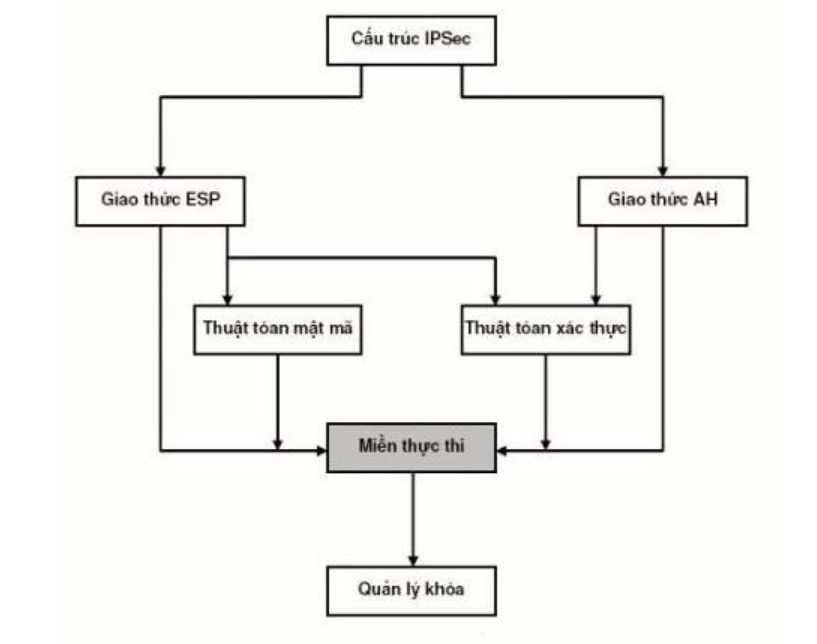 Cấu trúc IPSec
Giao thức ESP
Giao thức AH
Thuật tóan mật mã
Thuật tóan xác thực
Miền thực thi
Quản lý khóa